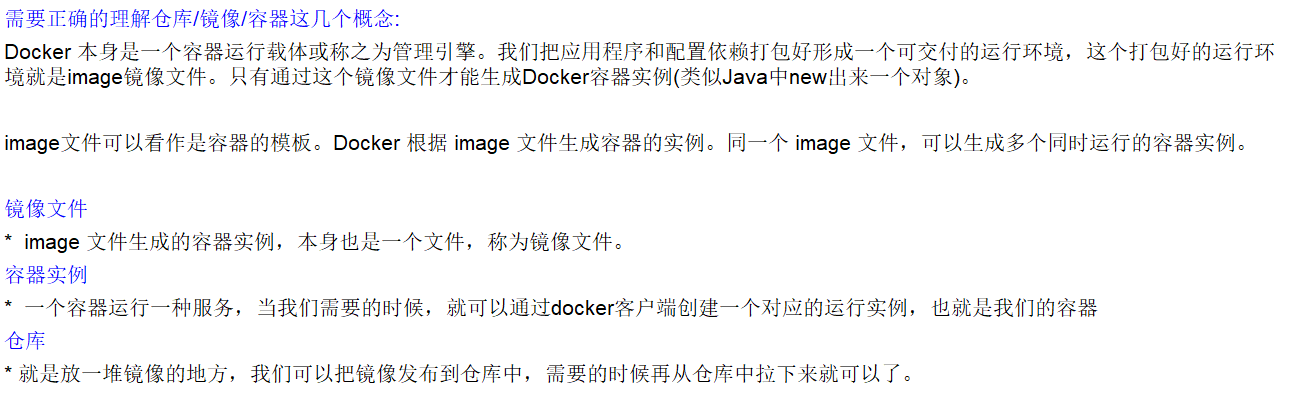 需要正确的理解仓库/镜像/容器这几个概念:
Docker 本身是一个容器运行载体或称之为管理引擎。我们把应用程序和配置依赖打包好形成一个可交付的运行环境，这个打包好的运行环
境就是image镜像文件。只有通过这个镜像文件才能生成Docker容器实例(类似Java中new出来一个对象)。
image文件可以看作是容器的模板。Docker 根据 image 文件生成容器的实例。同一个 image 文件，可以生成多个同时运行的容器实例。
镜像文件
* image 文件生成的容器实例，本身也是一个文件，称为镜像文件。
容器实例
* 一个容器运行一种服务，当我们需要的时候，就可以通过docker客户端创建一个对应的运行实例，也就是我们的容器
仓库
* 就是放一堆镜像的地方，我们可以把镜像发布到仓库中，需要的时候再从仓库中拉下来就可以了。